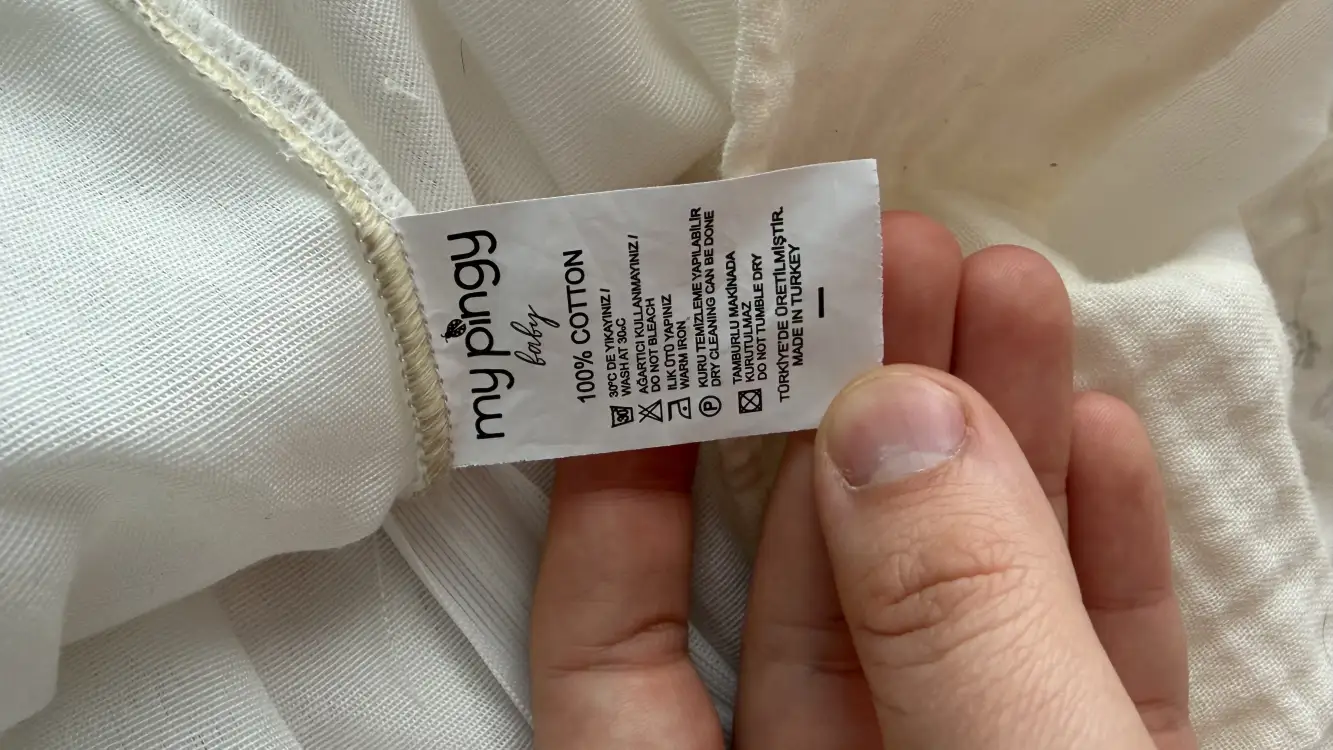 my pingy
baby
100% COTTON
30°C DE YIKAYINIZ /
WASH AT 30°C
AĞARTICI KULLANMAYINIZ /
DO NOT BLEACH
ILIK ÜTÜ YAPINIZ
WARM IRON
KURU TEMİZLEME YAPILABİLİR
DRY CLEANING CAN BE DONE
TAMBURLU MAKİNADA
KURUTULMAZ
DO NOT TUMBLE DRY
TÜRKİYE'DE ÜRETİLMİŞTİR.
MADE IN TURKEY